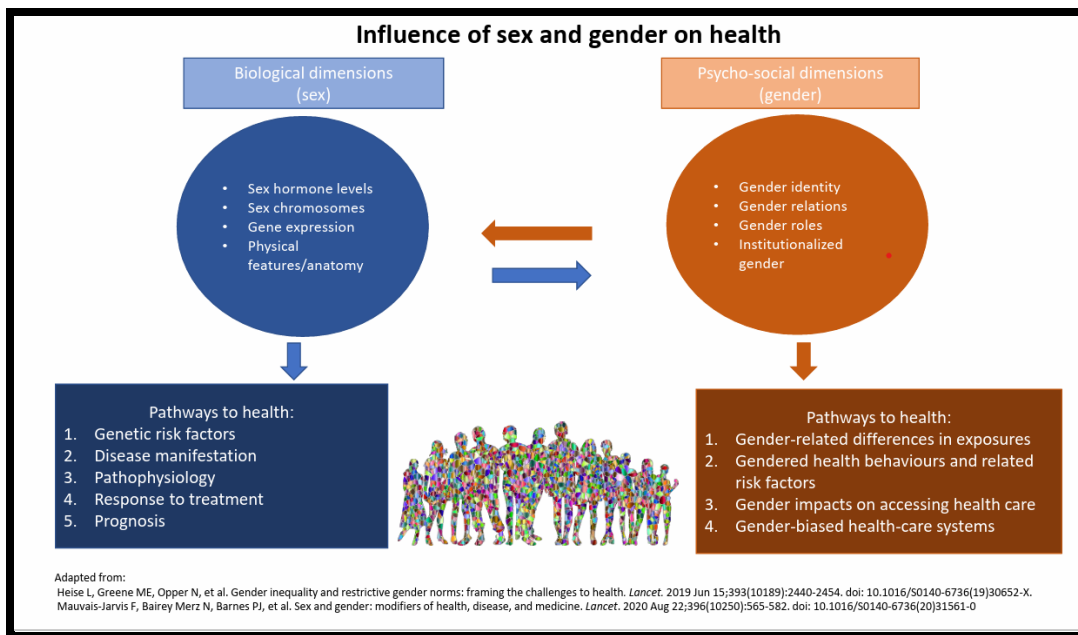 Influence of sex and gender on health
Biological dimensions
(sex)
Psycho-social dimensions
(gender)
• Sex hormone levels
• Sex chromosomes
• Gene expression
• Physical
features/anatomy
• Gender identity
• Gender relations
• Gender roles
• Institutionalized
gender
Pathways to health:
1. Genetic risk factors
2. Disease manifestation
3. Pathophysiology
4. Response to treatment
5. Prognosis
Pathways to health:
1. Gender-related differences in exposures
2. Gendered health behaviours and related
risk factors
3. Gender impacts on accessing health care
4. Gender-biased health-care systems
Adapted from:
Heise L, Greene ME, Opper N, et al. Gender inequality and restrictive gender norms: framing the challenges to health. Lancet. 2019 Jun 15;393(10189):2440-2454. doi: 10.1016/S0140-6736(19)30652-X.
Mauvais-Jarvis F, Bairey Merz N, Barnes PJ, et al. Sex and gender: modifiers of health, disease, and medicine. Lancet. 2020 Aug 22;396(10250):565-582. doi: 10.1016/S0140-6736(20)31561-0